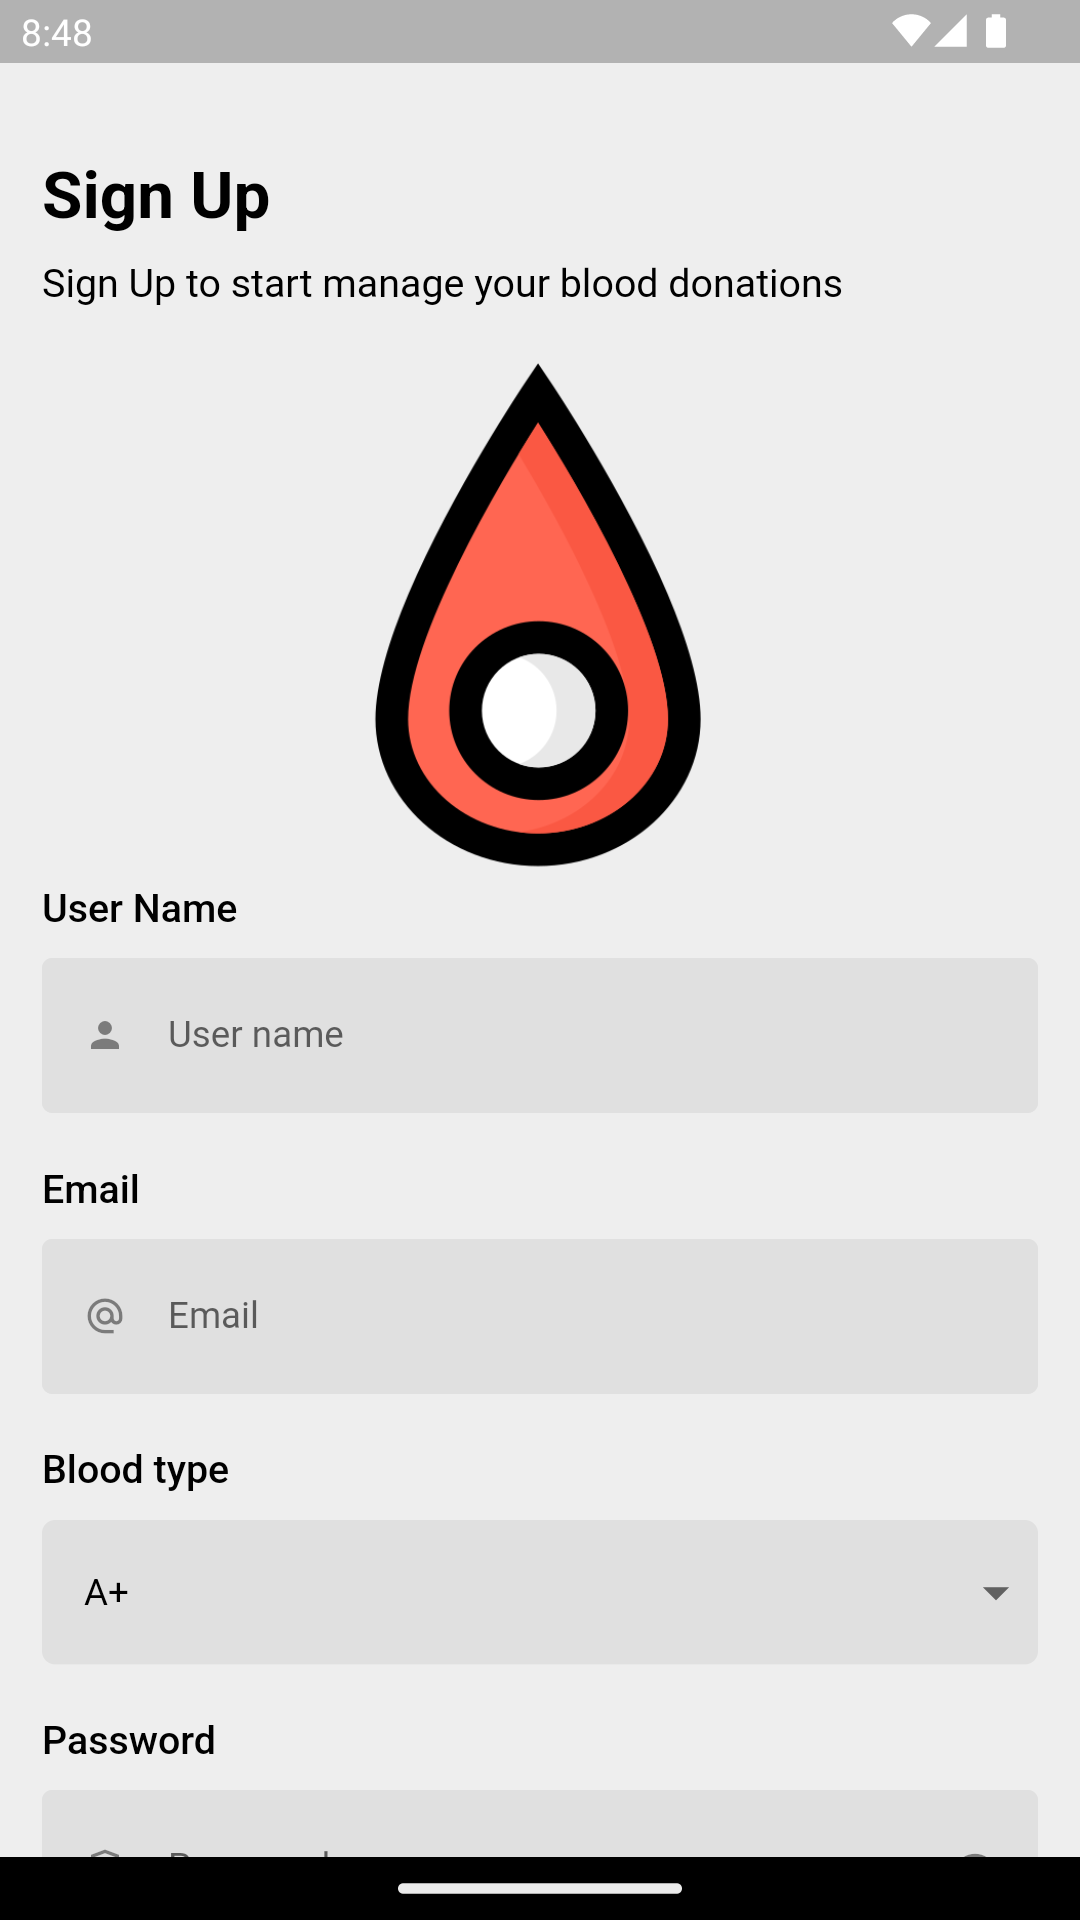 8:48
Sign Up
Sign Up to start manage your blood donations
User Name
User name
Email
Email
Blood type
A+
Password